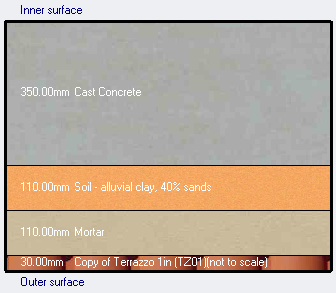 Inner surface
350.00mm Cast Concrete
110.00mm Soil - alluvial clay, 40% sands
110.00mm Mortar
30.00mm Copy of Terrazzo 1in (TZ01)(not to scale)
Outer surface